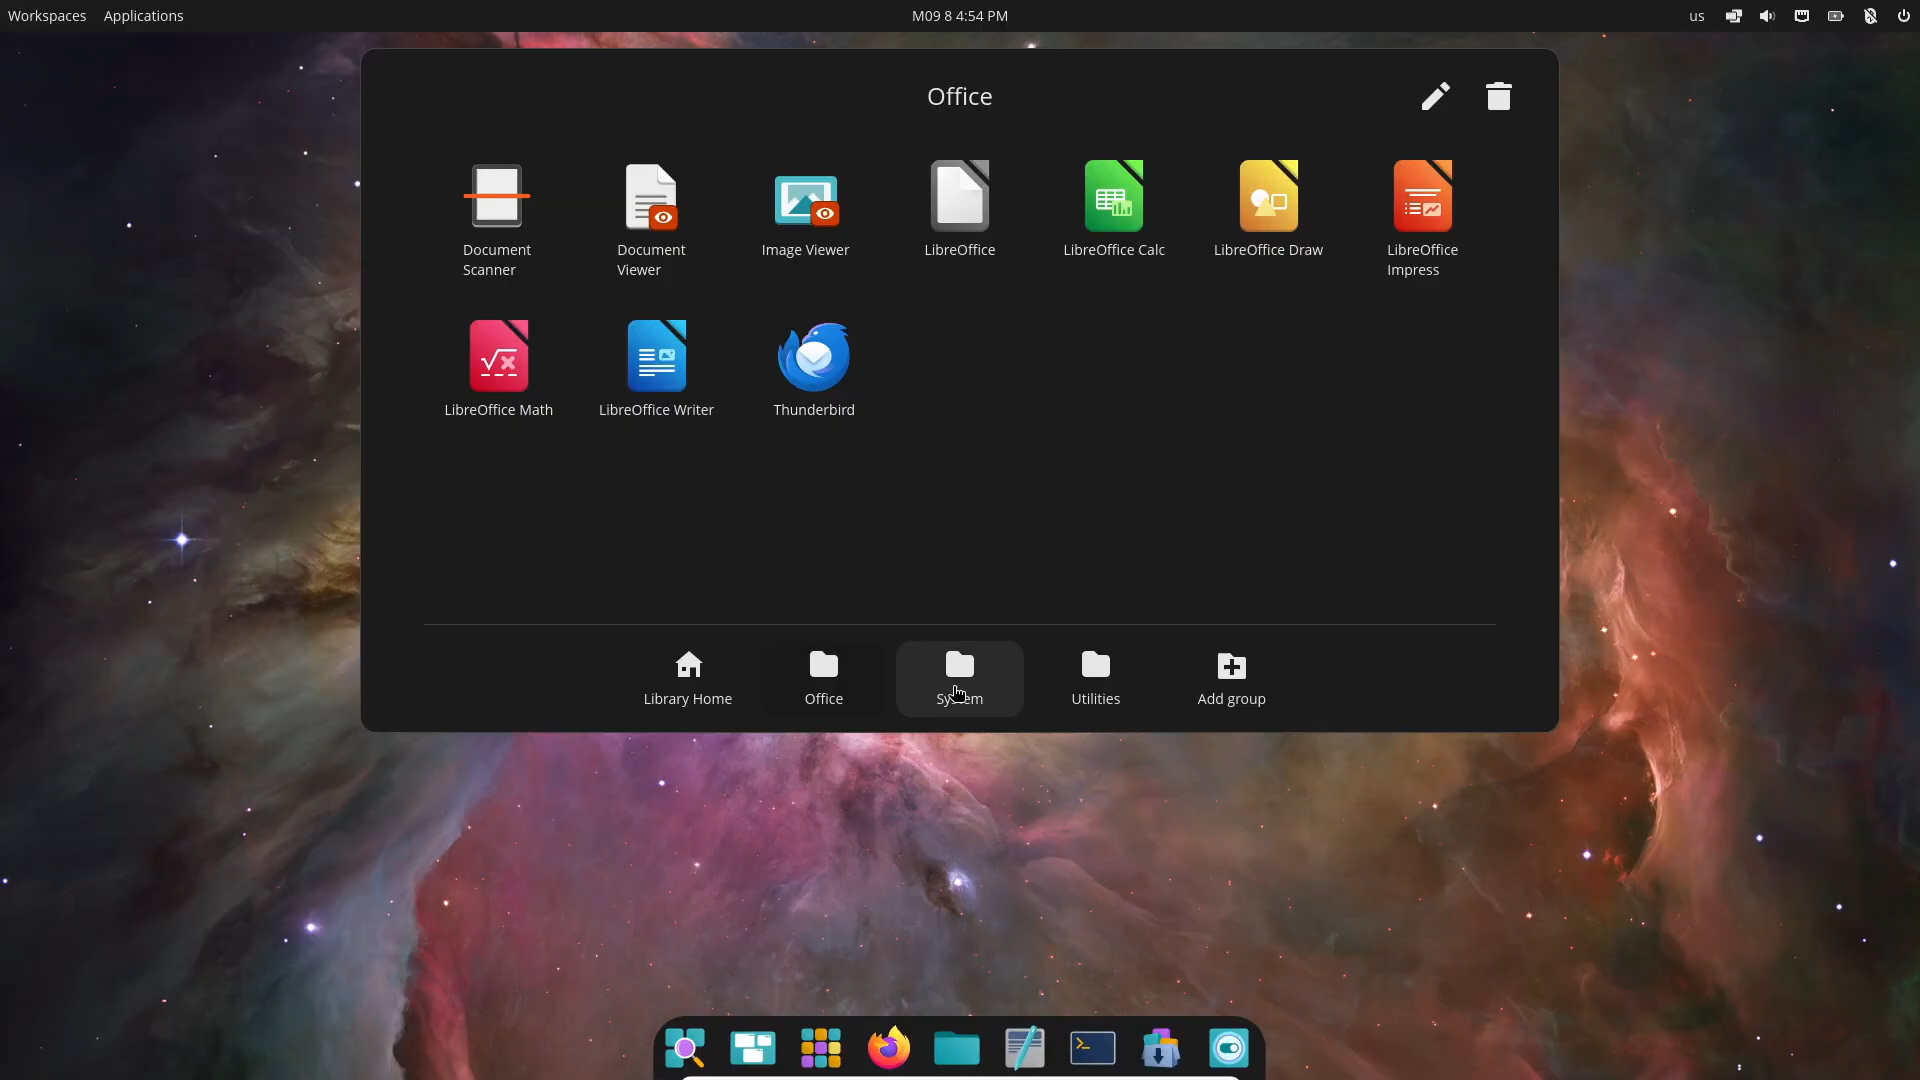 Workspaces Applications M09 8 4:54 PM us
Office
Document
Scanner
Document
Viewer
Image Viewer
LibreOffice
LibreOffice Calc
LibreOffice Draw
LibreOffice
Impress
LibreOffice Math
LibreOffice Writer
Thunderbird
Library Home
Office
System
Utilities
Add group